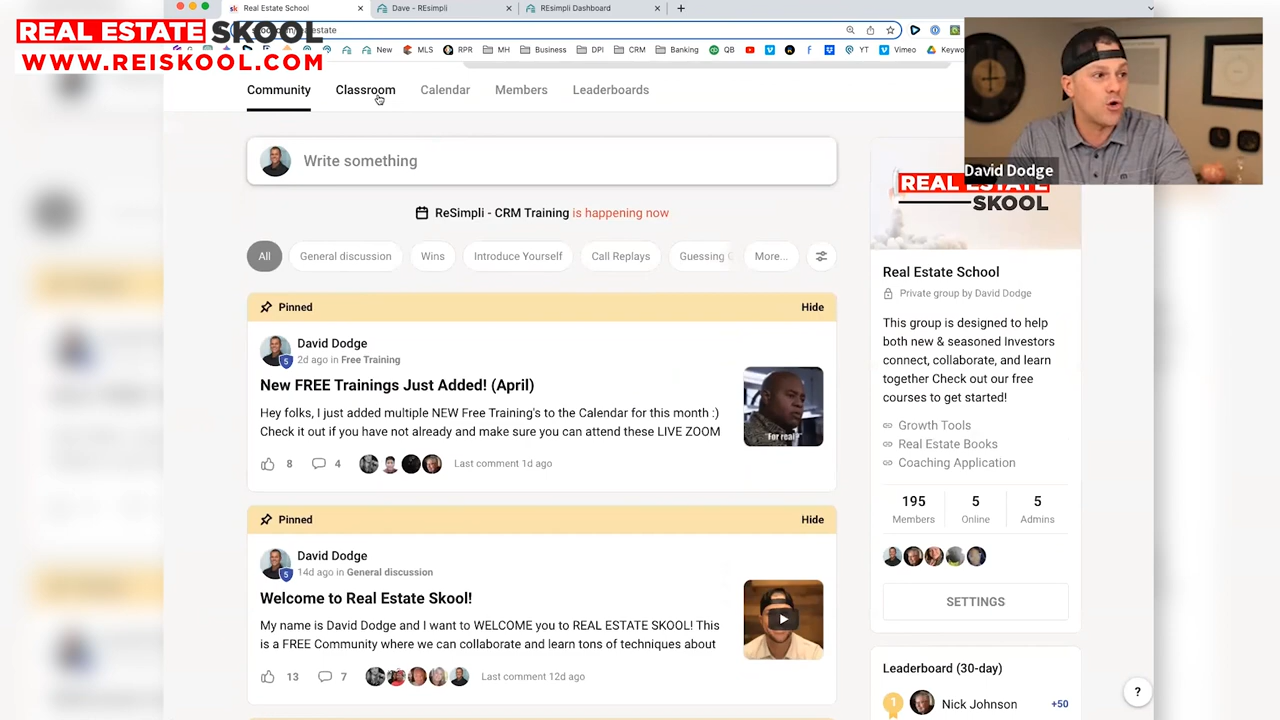 REAL ESTATE SKOOL
WWW.REISKOOL.COM
Real Estate School
Dave - REsimpli
REsimpli Dashboard
New
MLS
RPR
MH
Business
DPI
CRM
Banking
QB
YT
Vimeo
Keywo
Community
Classroom
Calendar
Members
Leaderboards
David Dodge
Write something
ReSimpli - CRM Training is happening now
All
General discussion
Wins
Introduce Yourself
Call Replays
Guessing
More...
REAL ESTATE
SKOOL
Real Estate School
Private group by David Dodge
This group is designed to help
both new & seasoned Investors
connect, collaborate, and learn
together Check out our free
courses to get started!
Growth Tools
Real Estate Books
Coaching Application
195
Members
5
Online
5
Admins
SETTINGS
Leaderboard (30-day)
1
Nick Johnson
+50
?
Pinned
Hide
David Dodge
5
2d ago in Free Training
New FREE Trainings Just Added! (April)
Hey folks, I just added multiple NEW Free Training's to the Calendar for this month :)
Check it out if you have not already and make sure you can attend these LIVE ZOOM
"For real?"
8
4
Last comment 1d ago
Pinned
Hide
David Dodge
5
14d ago in General discussion
Welcome to Real Estate Skool!
My name is David Dodge and I want to WELCOME you to REAL ESTATE SKOOL! This
is a FREE Community where we can collaborate and learn tons of techniques about
13
7
Last comment 12d ago